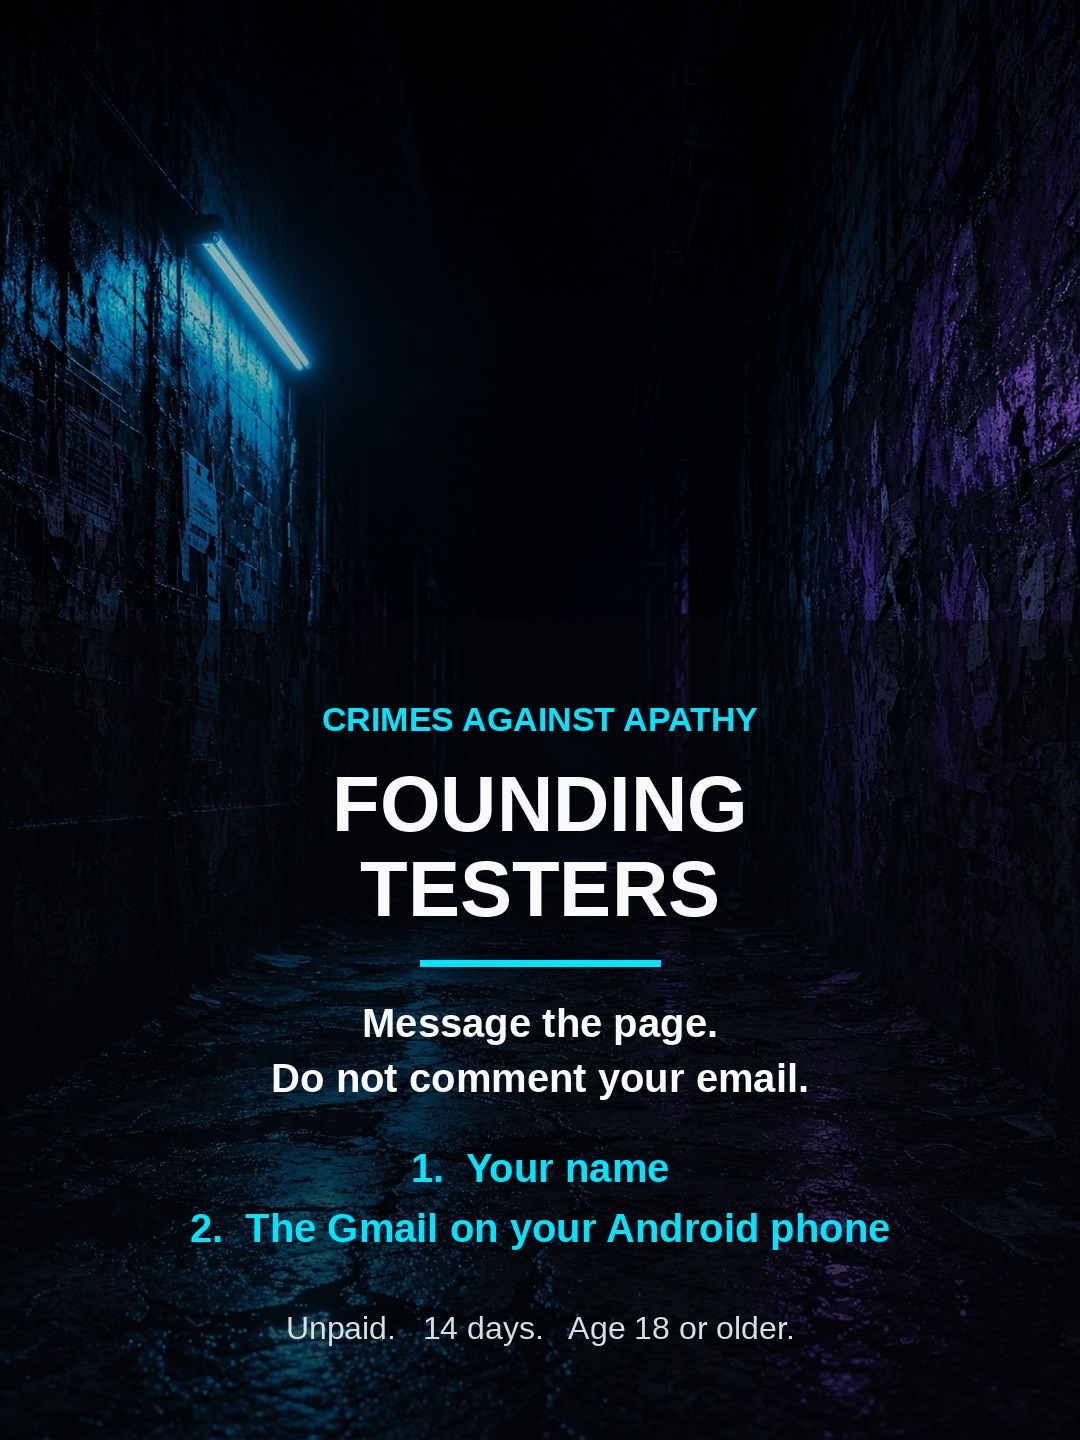 CRIMES AGAINST APATHY
FOUNDING
TESTERS
Message the page.
Do not comment your email.
1. Your name
2. The Gmail on your Android phone
Unpaid. 14 days. Age 18 or older.